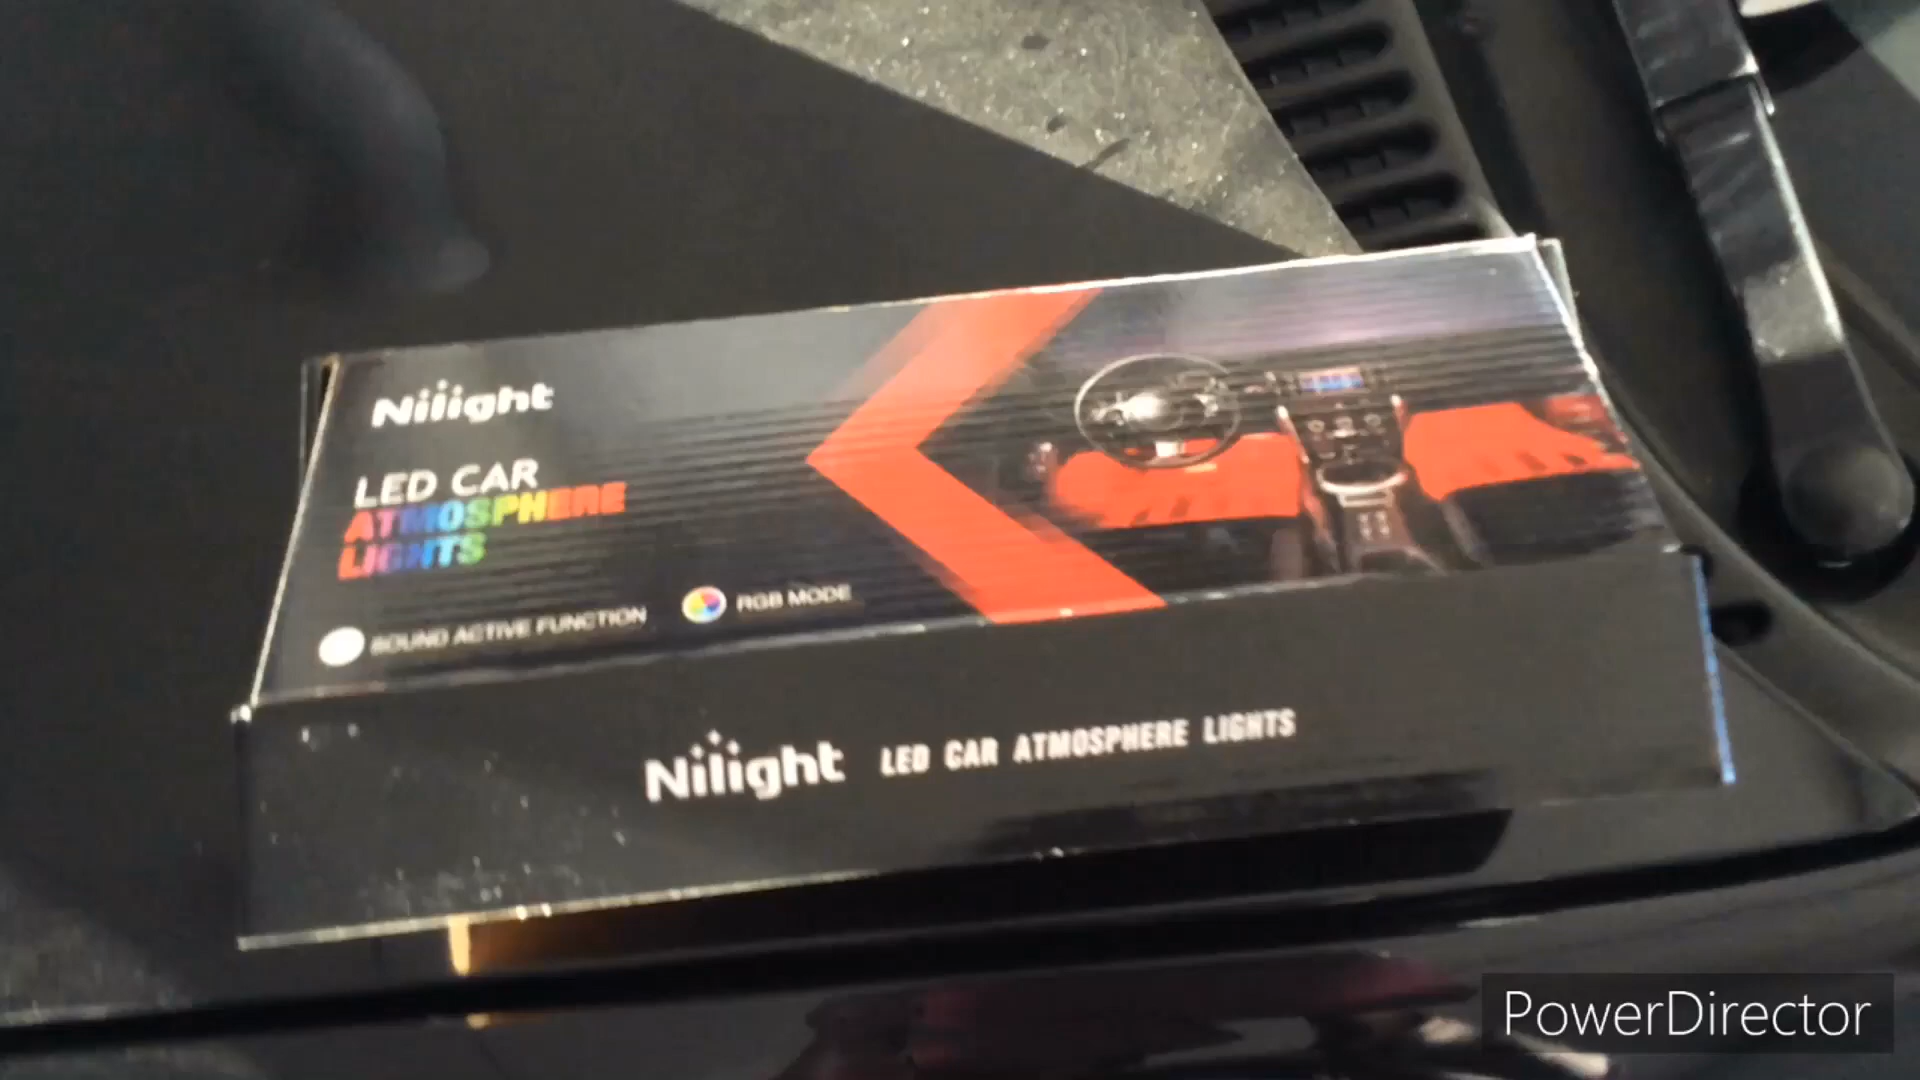 Nilight
LED CAR
ATMOSPHERE
LIGHTS
SOUND ACTIVE FUNCTION
RGB MODE
Nilight LED CAR ATMOSPHERE LIGHTS
PowerDirector